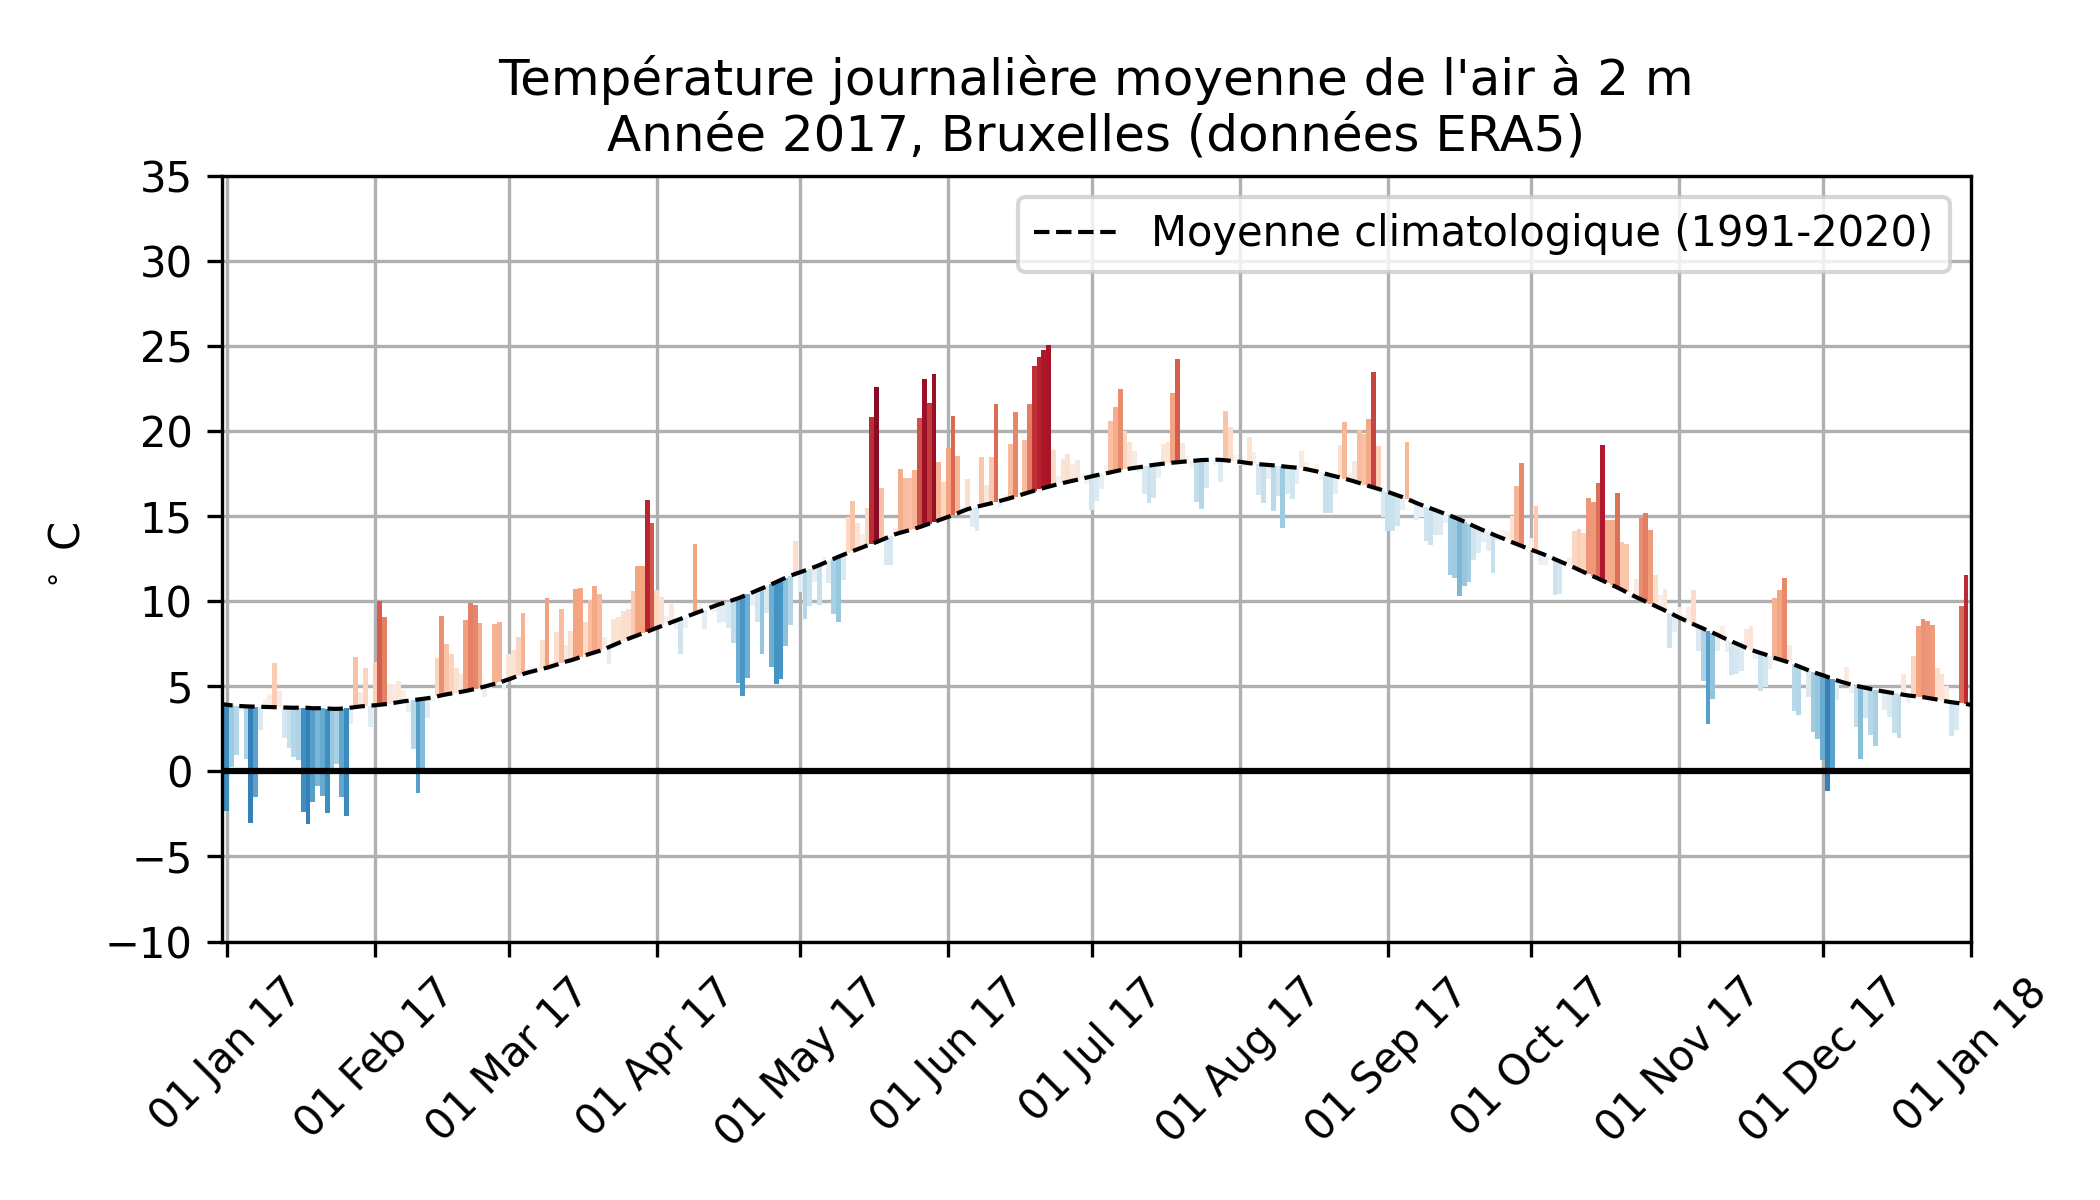 Température journalière moyenne de l'air à 2 m
Année 2017, Bruxelles (données ERA5)
Moyenne climatologique (1991-2020)
35
30
25
20
15
10
5
0
−5
−10
° C
01 Jan 17
01 Feb 17
01 Mar 17
01 Apr 17
01 May 17
01 Jun 17
01 Jul 17
01 Aug 17
01 Sep 17
01 Oct 17
01 Nov 17
01 Dec 17
01 Jan 18